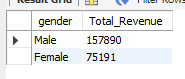 Result Grid Filter Rows
gender Total_Revenue
Male 157890
Female 75191